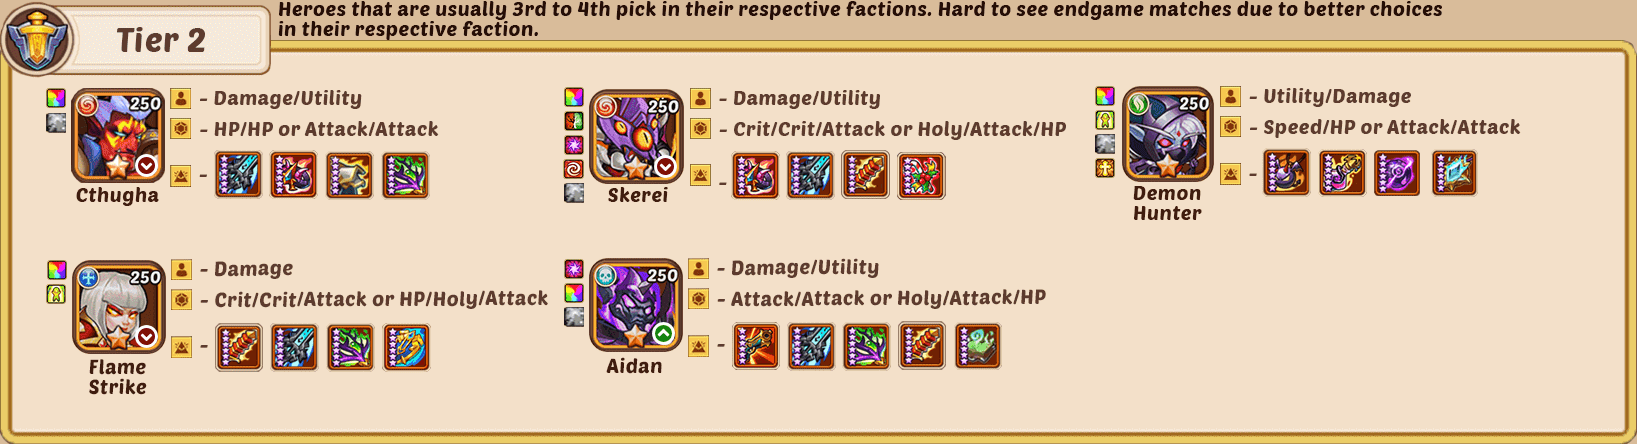 Tier 2
Heroes that are usually 3rd to 4th pick in their respective factions. Hard to see endgame matches due to better choices
in their respective faction.
250
Cthugha
- Damage/Utility
- HP/HP or Attack/Attack
-
250
Skerei
- Damage/Utility
- Crit/Crit/Attack or Holy/Attack/HP
-
250
Demon
Hunter
- Utility/Damage
- Speed/HP or Attack/Attack
-
250
Flame
Strike
- Damage
- Crit/Crit/Attack or HP/Holy/Attack
-
250
Aidan
- Damage/Utility
- Attack/Attack or Holy/Attack/HP
-